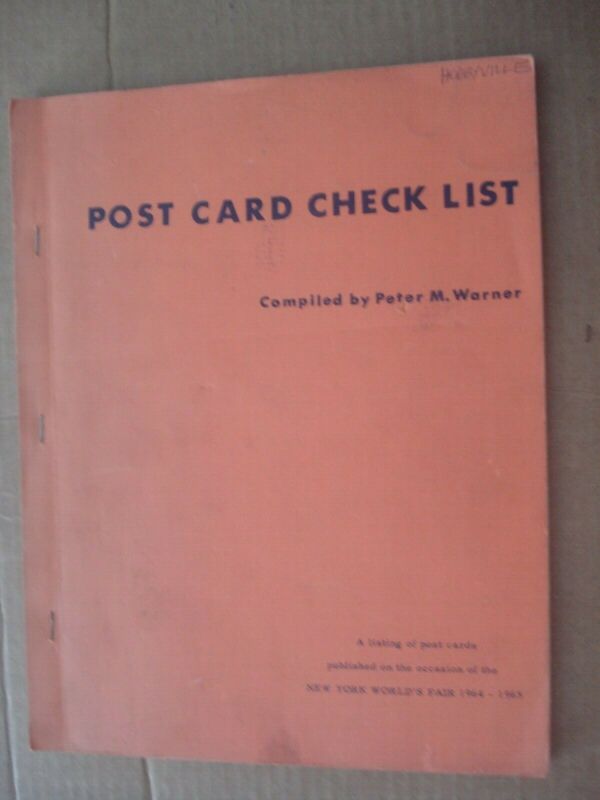 HOBBYVILLE
POST CARD CHECK LIST
Compiled by Peter M. Warner
A listing of post cards
published on the occasion of the
NEW YORK WORLD'S FAIR 1964 - 1965